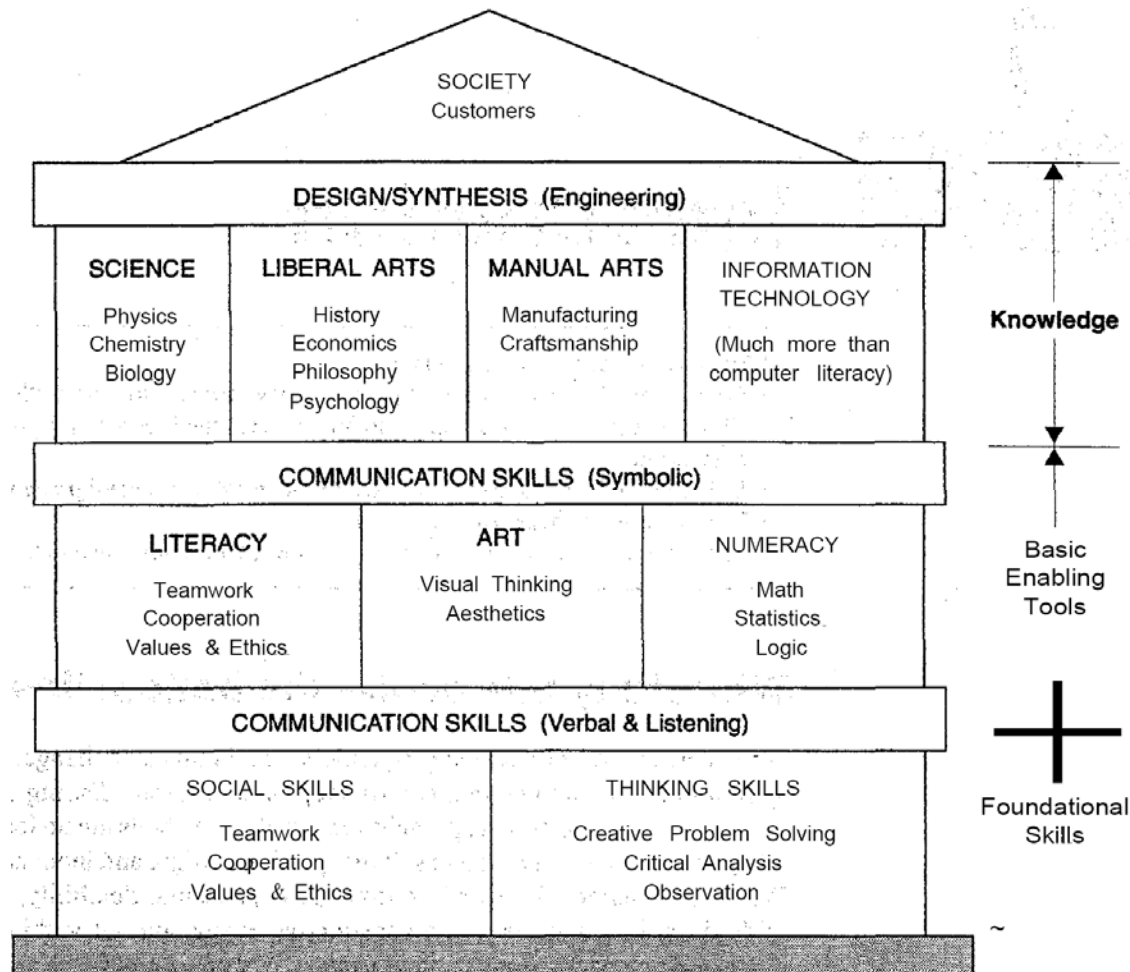 SOCIETY
Customers
DESIGN/SYNTHESIS (Engineering)
SCIENCE
Physics
Chemistry
Biology
LIBERAL ARTS
History
Economics
Philosophy
Psychology
MANUAL ARTS
Manufacturing
Craftsmanship
INFORMATION
TECHNOLOGY
(Much more than
computer literacy)
Knowledge
COMMUNICATION SKILLS (Symbolic)
LITERACY
Teamwork
Cooperation
Values & Ethics
ART
Visual Thinking
Aesthetics
NUMERACY
Math
Statistics
Logic
Basic
Enabling
Tools
COMMUNICATION SKILLS (Verbal & Listening)
SOCIAL SKILLS
Teamwork
Cooperation
Values & Ethics
THINKING SKILLS
Creative Problem Solving
Critical Analysis
Observation
Foundational
Skills
~